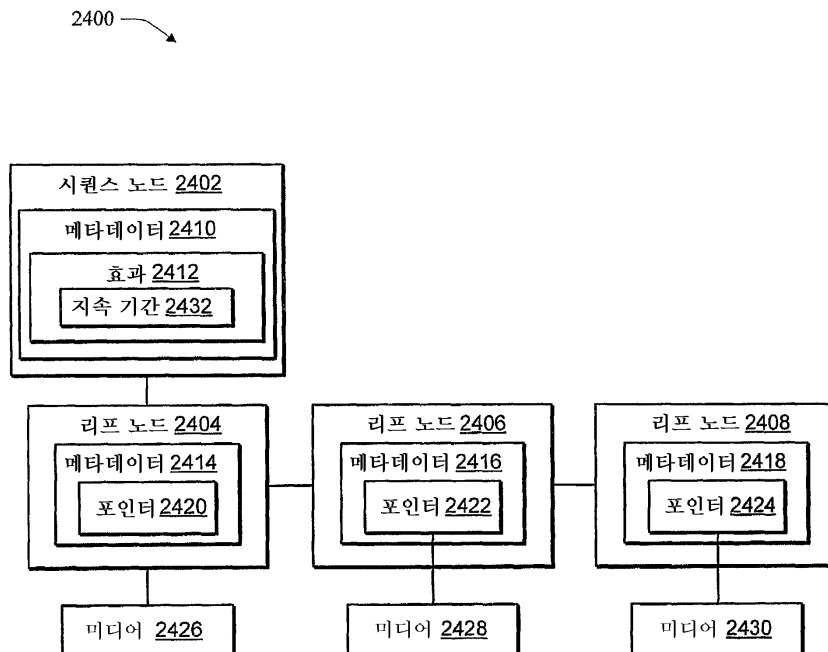 2400
시퀀스 노드 2402
메타데이터 2410
효과 2412
지속 기간 2432
리프 노드 2404
메타데이터 2414
포인터 2420
리프 노드 2406
메타데이터 2416
포인터 2422
리프 노드 2408
메타데이터 2418
포인터 2424
미디어 2426
미디어 2428
미디어 2430